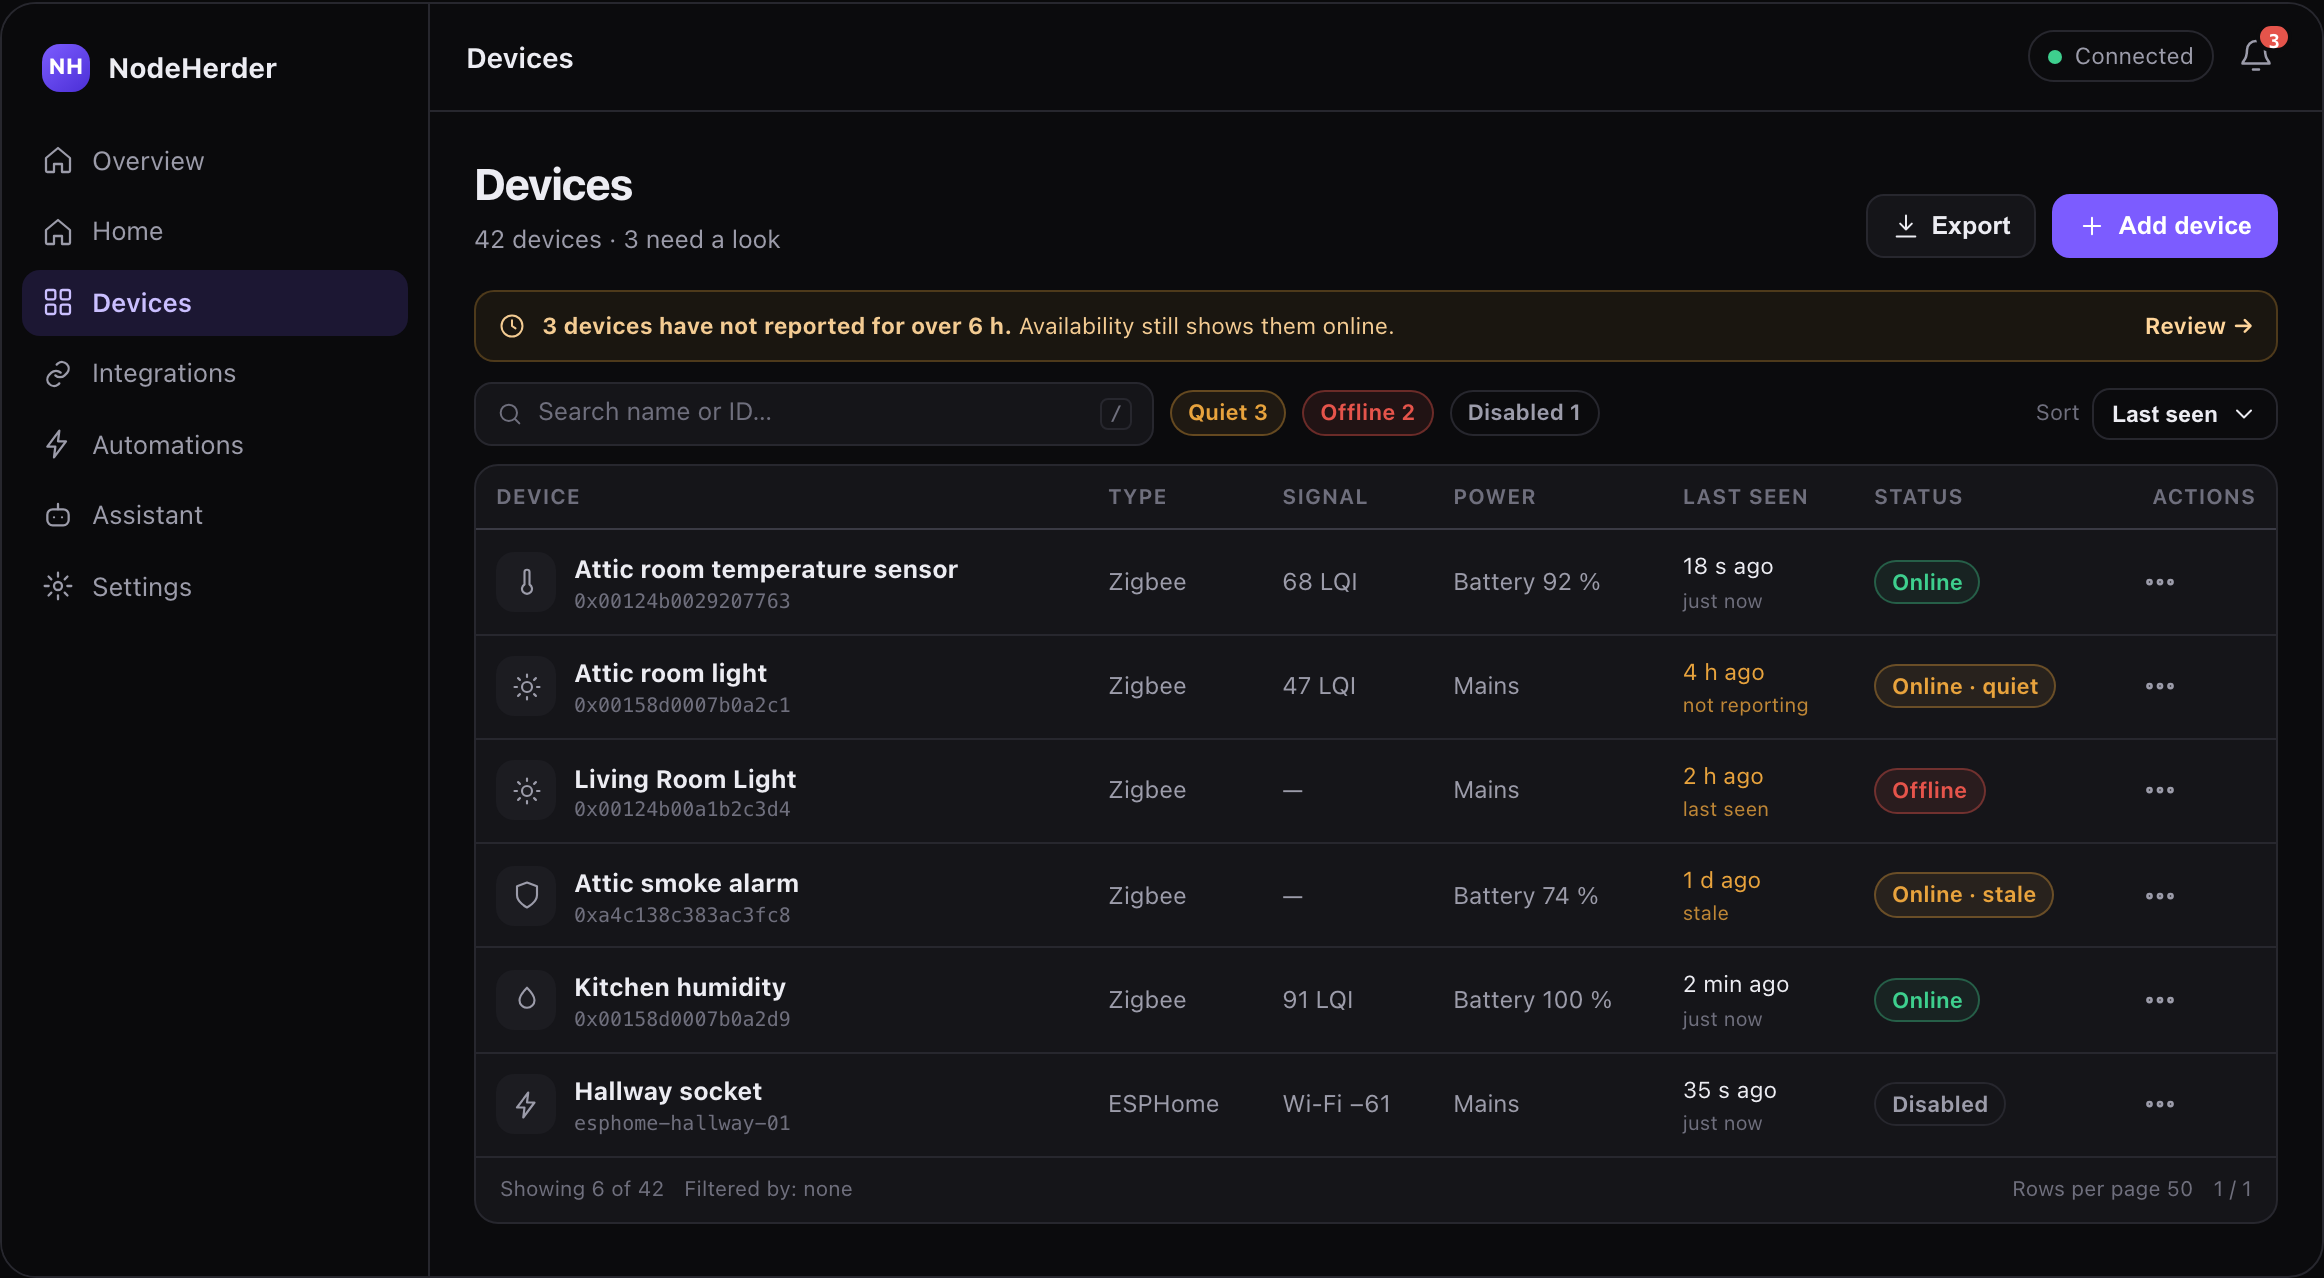 NH NodeHerder
Overview
Home
Devices
Integrations
Automations
Assistant
Settings
Devices
Connected
3
Devices
42 devices · 3 need a look
Export
Add device
3 devices have not reported for over 6 h. Availability still shows them online.
Review →
Search name or ID... /
Quiet 3
Offline 2
Disabled 1
Sort Last seen
DEVICE TYPE SIGNAL POWER LAST SEEN STATUS ACTIONS
Attic room temperature sensor
0x00124b0029207763
Zigbee
68 LQI
Battery 92 %
18 s ago
just now
Online
Attic room light
0x00158d0007b0a2c1
Zigbee
47 LQI
Mains
4 h ago
not reporting
Online · quiet
Living Room Light
0x00124b00a1b2c3d4
Zigbee
—
Mains
2 h ago
last seen
Offline
Attic smoke alarm
0xa4c138c383ac3fc8
Zigbee
—
Battery 74 %
1 d ago
stale
Online · stale
Kitchen humidity
0x00158d0007b0a2d9
Zigbee
91 LQI
Battery 100 %
2 min ago
just now
Online
Hallway socket
esphome-hallway-01
ESPHome
Wi-Fi −61
Mains
35 s ago
just now
Disabled
Showing 6 of 42 Filtered by: none
Rows per page 50 1 / 1